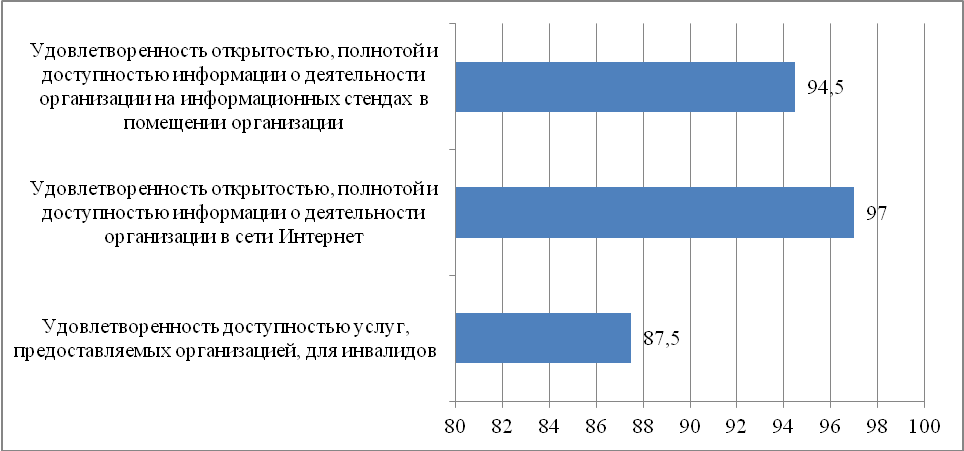 Удовлетворенность открытостью, полнотой и
доступностью информации о деятельности
организации на информационных стендах в
помещении организации
94,5
Удовлетворенность открытостью, полнотой и
доступностью информации о деятельности
организации в сети Интернет
97
Удовлетворенность доступностью услуг,
предоставляемых организацией, для инвалидов
87,5
80 82 84 86 88 90 92 94 96 98 100